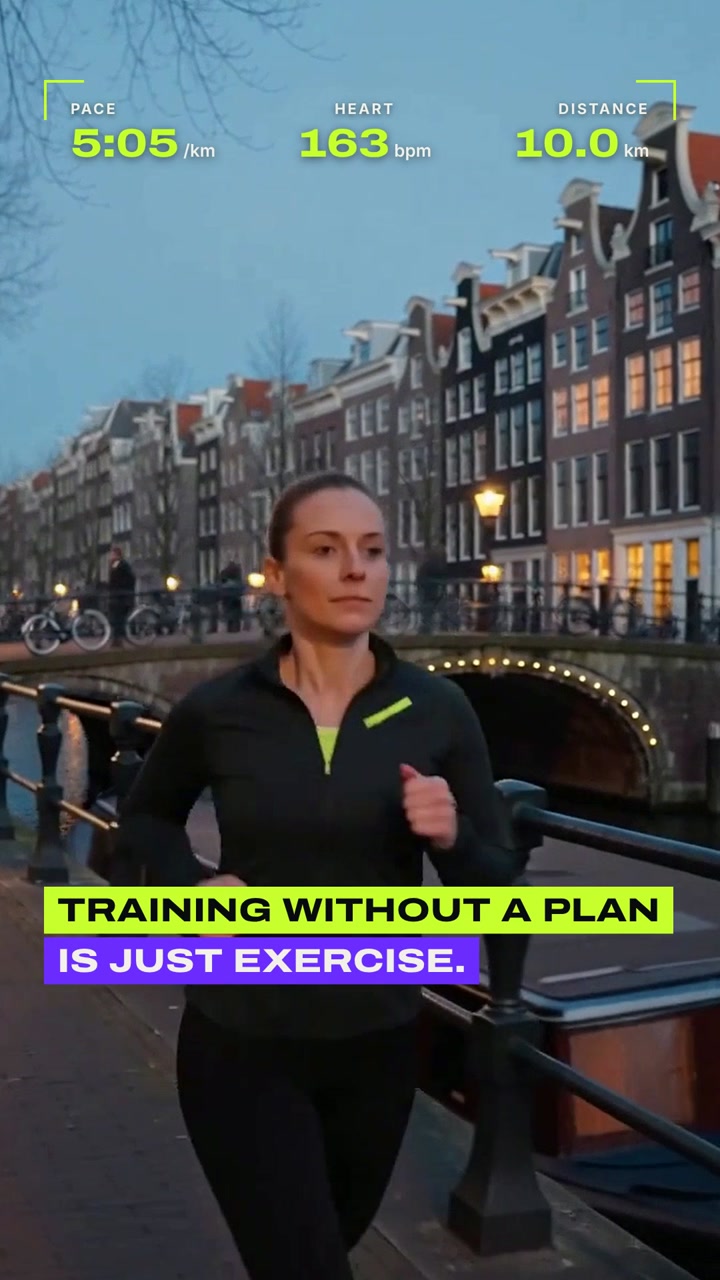 PACE HEART DISTANCE
5:05 /km 163 bpm 10.0 km
TRAINING WITHOUT A PLAN
IS JUST EXERCISE.